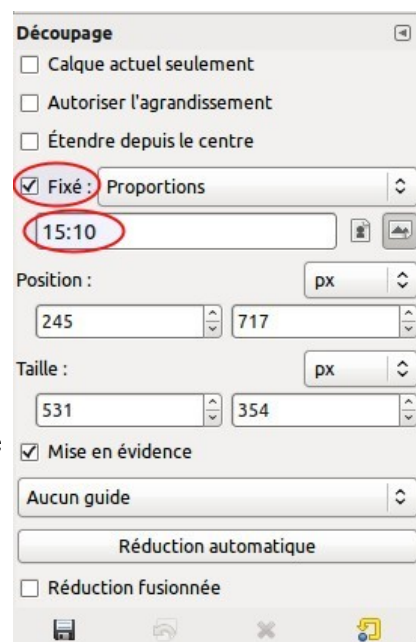 Découpage
Calque actuel seulement
Autoriser l'agrandissement
Étendre depuis le centre
Fixé : Proportions
15:10
Position : px
245 717
Taille : px
531 354
Mise en évidence
Aucun guide
Réduction automatique
Réduction fusionnée